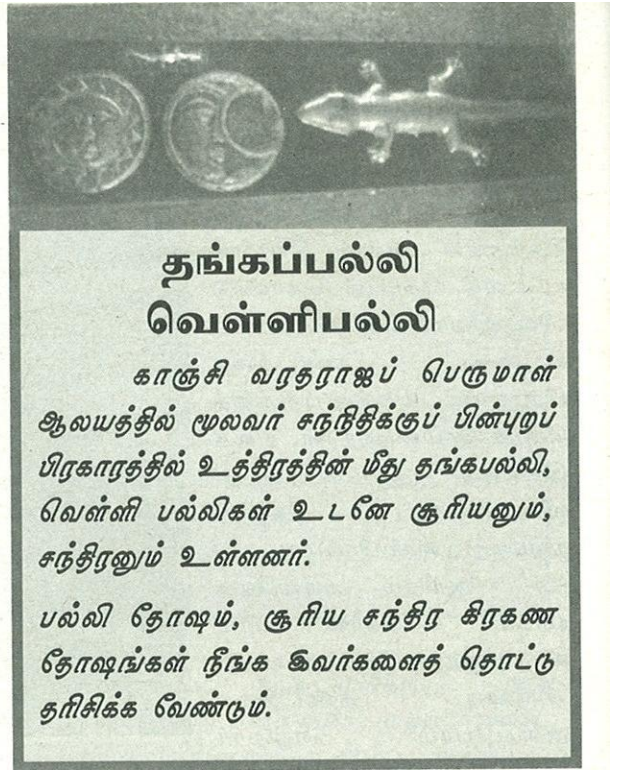 தங்கப்பல்லி
வெள்ளிபல்லி
காஞ்சி வரதராஜப் பெருமாள்
ஆலயத்தில் மூலவர் சந்நிதிக்குப் பின்புறப்
பிரகாரத்தில் உத்திரத்தின் மீது தங்கபல்லி,
வெள்ளி பல்லிகள் உடனே சூரியனும்,
சந்திரனும் உள்ளனர்.
பல்லி தோஷம், சூரிய சந்திர கிரகண
தோஷங்கள் நீங்க இவர்களைத் தொட்டு
தரிசிக்க வேண்டும்.